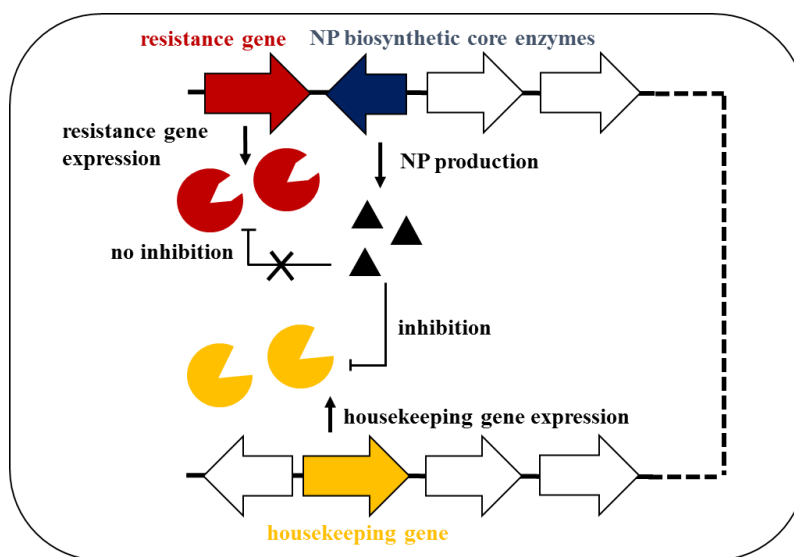 resistance gene
NP biosynthetic core enzymes
resistance gene
expression
NP production
no inhibition
inhibition
housekeeping gene expression
housekeeping gene